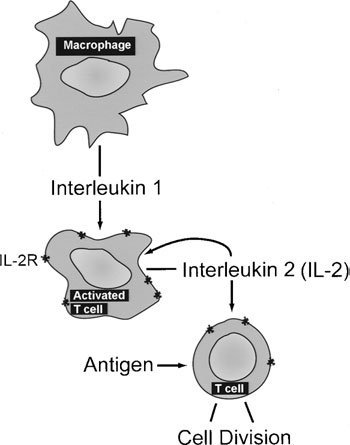 Macrophage
Interleukin 1
IL-2R
Interleukin 2 (IL-2)
Activated
T cell
Antigen
T cell
Cell Division